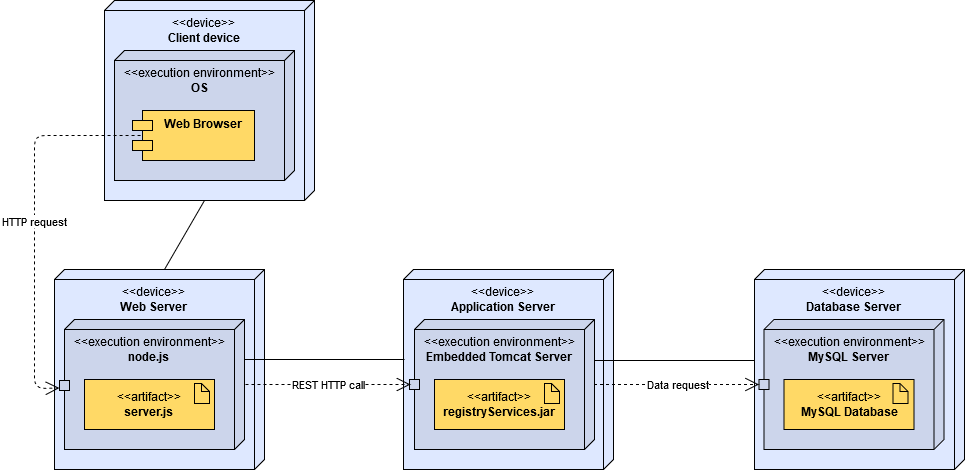 <<device>>
Client device
<<execution environment>>
OS
Web Browser
HTTP request
<<device>>
Web Server
<<execution environment>>
node.js
<<artifact>>
server.js
REST HTTP call
<<device>>
Application Server
<<execution environment>>
Embedded Tomcat Server
<<artifact>>
registryServices.jar
Data request
<<device>>
Database Server
<<execution environment>>
MySQL Server
<<artifact>>
MySQL Database